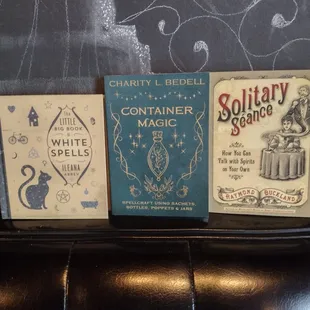 THE
LITTLE
BIG BOOK
of
WHITE
SPELLS
ILEANA
CHARITY L. BEDELL
CONTAINER
MAGIC
SPELLCRAFT USING SACHETS,
BOTTLES, POPPETS & JARS
Solitary
Séance
How You Can
Talk with Spirits
on Your Own
RAYMOND BUCKLAND